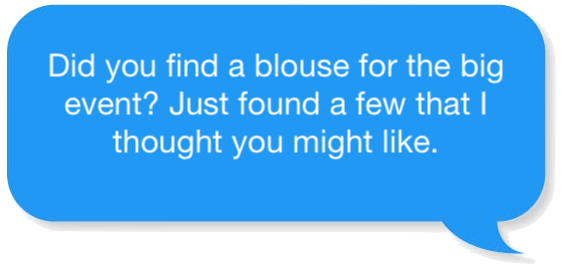 Did you find a blouse for the big
event? Just found a few that I
thought you might like.